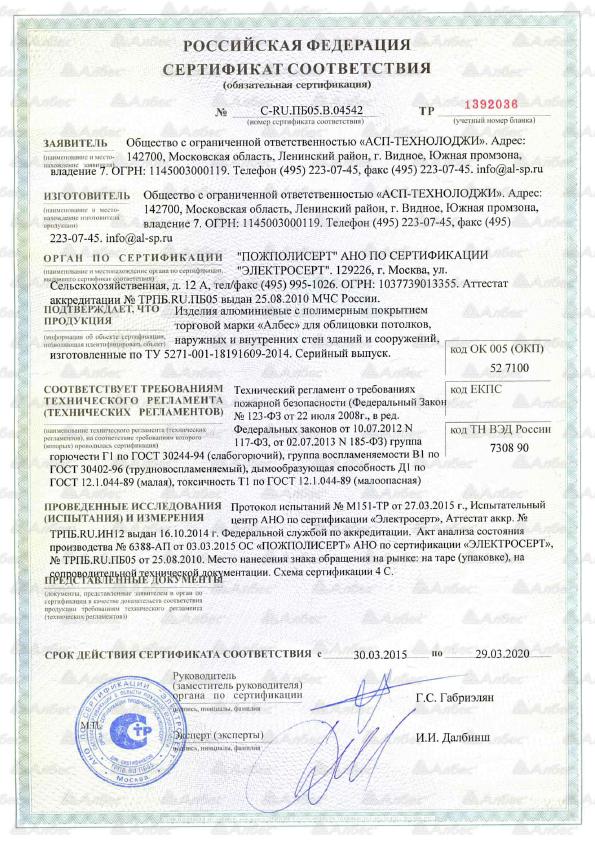 РОССИЙСКАЯ ФЕДЕРАЦИЯ
СЕРТИФИКАТ СООТВЕТСТВИЯ
(обязательная сертификация)
№ C-RU.ПБ05.В.04542 ТР 1392036
(номер сертификата соответствия) (учетный номер бланка)
ЗАЯВИТЕЛЬ Общество с ограниченной ответственностью «АСП-ТЕХНОЛОДЖИ». Адрес:
(наименование и место-нахождение заявителя) 142700, Московская область, Ленинский район, г. Видное, Южная промзона,
владение 7. ОГРН: 1145003000119. Телефон (495) 223-07-45, факс (495) 223-07-45. info@al-sp.ru
ИЗГОТОВИТЕЛЬ Общество с ограниченной ответственностью «АСП-ТЕХНОЛОДЖИ». Адрес:
(наименование и место- 142700, Московская область, Ленинский район, г. Видное, Южная промзона,
нахождение изготовителя продукции) владение 7. ОГРН: 1145003000119. Телефон (495) 223-07-45, факс (495)
223-07-45. info@al-sp.ru
ОРГАН ПО СЕРТИФИКАЦИИ "ПОЖПОЛИСЕРТ" АНО ПО СЕРТИФИКАЦИИ
(наименование и местонахождение органа по сертификации, выдавшего сертификат соответствия) "ЭЛЕКТРОСЕРТ". 129226, г. Москва, ул.
Сельскохозяйственная, д. 12 А, тел/факс (495) 995-1026. ОГРН: 1037739013355. Аттестат
аккредитации № ТРПБ.RU.ПБ05 выдан 25.08.2010 МЧС России.
ПОДТВЕРЖДАЕТ, ЧТО Изделия алюминиевые с полимерным покрытием
ПРОДУКЦИЯ торговой марки «Албес» для облицовки потолков,
(информация об объекте сертификации, позволяющая идентифицировать объект) наружных и внутренних стен зданий и сооружений,
изготовленные по ТУ 5271-001-18191609-2014. Серийный выпуск.
код ОК 005 (ОКП)
52 7100
СООТВЕТСТВУЕТ ТРЕБОВАНИЯМ Технический регламент о требованиях
код ЕКПС
ТЕХНИЧЕСКОГО РЕГЛАМЕНТА пожарной безопасности (Федеральный Закон
(ТЕХНИЧЕСКИХ РЕГЛАМЕНТОВ) № 123-ФЗ от 22 июля 2008г., в ред.
(наименование технического регламента (технических Федеральных законов от 10.07.2012 N
код ТН ВЭД России
регламентов), на соответствие требованиям которого (которых) проводилась сертификация) 117-ФЗ, от 02.07.2013 N 185-ФЗ) группа
7308 90
горючести Г1 по ГОСТ 30244-94 (слабогорючий), группа воспламеняемости В1 по
ГОСТ 30402-96 (трудновоспламеняемый), дымообразующая способность Д1 по
ГОСТ 12.1.044-89 (малая), токсичность Т1 по ГОСТ 12.1.044-89 (малоопасная)
ПРОВЕДЕННЫЕ ИССЛЕДОВАНИЯ Протокол испытаний № М151-ТР от 27.03.2015 г., Испытательный
(ИСПЫТАНИЯ) И ИЗМЕРЕНИЯ центр АНО по сертификации «Электросерт», Аттестат аккр. №
ТРПБ.RU.ИН12 выдан 16.10.2014 г. Федеральной службой по аккредитации. Акт анализа состояния
производства № 6388-АП от 03.03.2015 ОС «ПОЖПОЛИСЕРТ» АНО по сертификации «ЭЛЕКТРОСЕРТ»,
№ ТРПБ.RU.ПБ05 от 25.08.2010. Место нанесения знака обращения на рынке: на таре (упаковке), на
сопроводительной технической документации. Схема сертификации 4 С.
ПРЕДСТАВЛЕННЫЕ ДОКУМЕНТЫ
(документы, представленные заявителем в орган по
сертификации в качестве доказательств соответствия
продукции требованиям технического регламента
(технических регламентов))
СРОК ДЕЙСТВИЯ СЕРТИФИКАТА СООТВЕТСТВИЯ с 30.03.2015 по 29.03.2020
Руководитель
(заместитель руководителя)
органа по сертификации Г.С. Габриэлян
подпись, инициалы, фамилия
М.П.
Эксперт (эксперты) И.И. Далбинш
подпись, инициалы, фамилия
АНО ПО СЕРТИФИКАЦИИ "ЭЛЕКТРОСЕРТ"
ТР
ДЛЯ СЕРТИФИКАТОВ
ТРПБ.RU.ПБ05
Москва
Албес